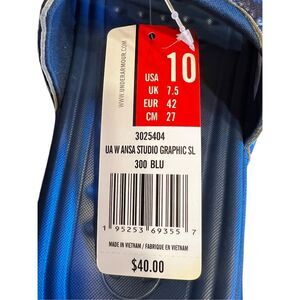 WWW.UNDERARMOUR.COM
USA 10
UK 7.5
EUR 42
CM 27
3025404
UA W ANSA STUDIO GRAPHIC SL
300 BLU
1 95253 69355 7
MADE IN VIETNAM / FABRIQUE EN VIETNAM
$40.00